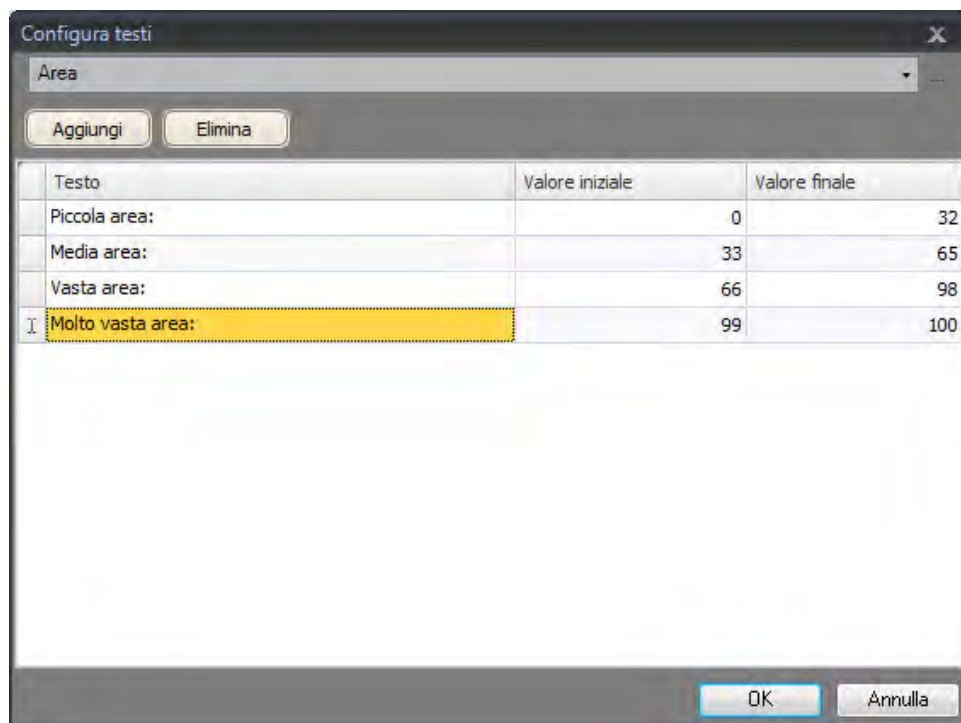 Configura testi
Area
Aggiungi Elimina
Testo Valore iniziale Valore finale
Piccola area: 0 32
Media area: 33 65
Vasta area: 66 98
Molto vasta area: 99 100
OK Annulla